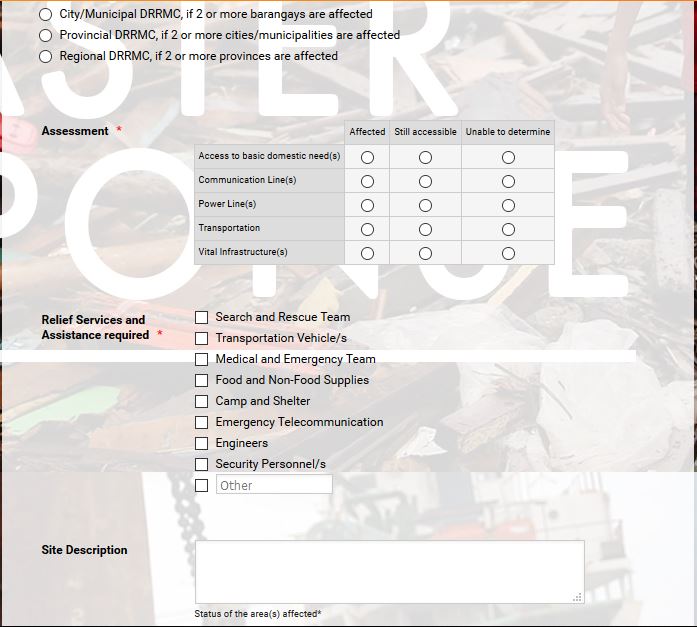 City/Municipal DRRMC, if 2 or more barangays are affected
Provincial DRRMC, if 2 or more cities/municipalities are affected
Regional DRRMC, if 2 or more provinces are affected
ASTER
Assessment *
Affected Still accessible Unable to determine
Access to basic domestic need(s)
Communication Line(s)
Power Line(s)
Transportation
Vital Infrastructure(s)
PONSE
Relief Services and
Assistance required *
Search and Rescue Team
Transportation Vehicle/s
Medical and Emergency Team
Food and Non-Food Supplies
Camp and Shelter
Emergency Telecommunication
Engineers
Security Personnel/s
Other
Site Description
Status of the area(s) affected*